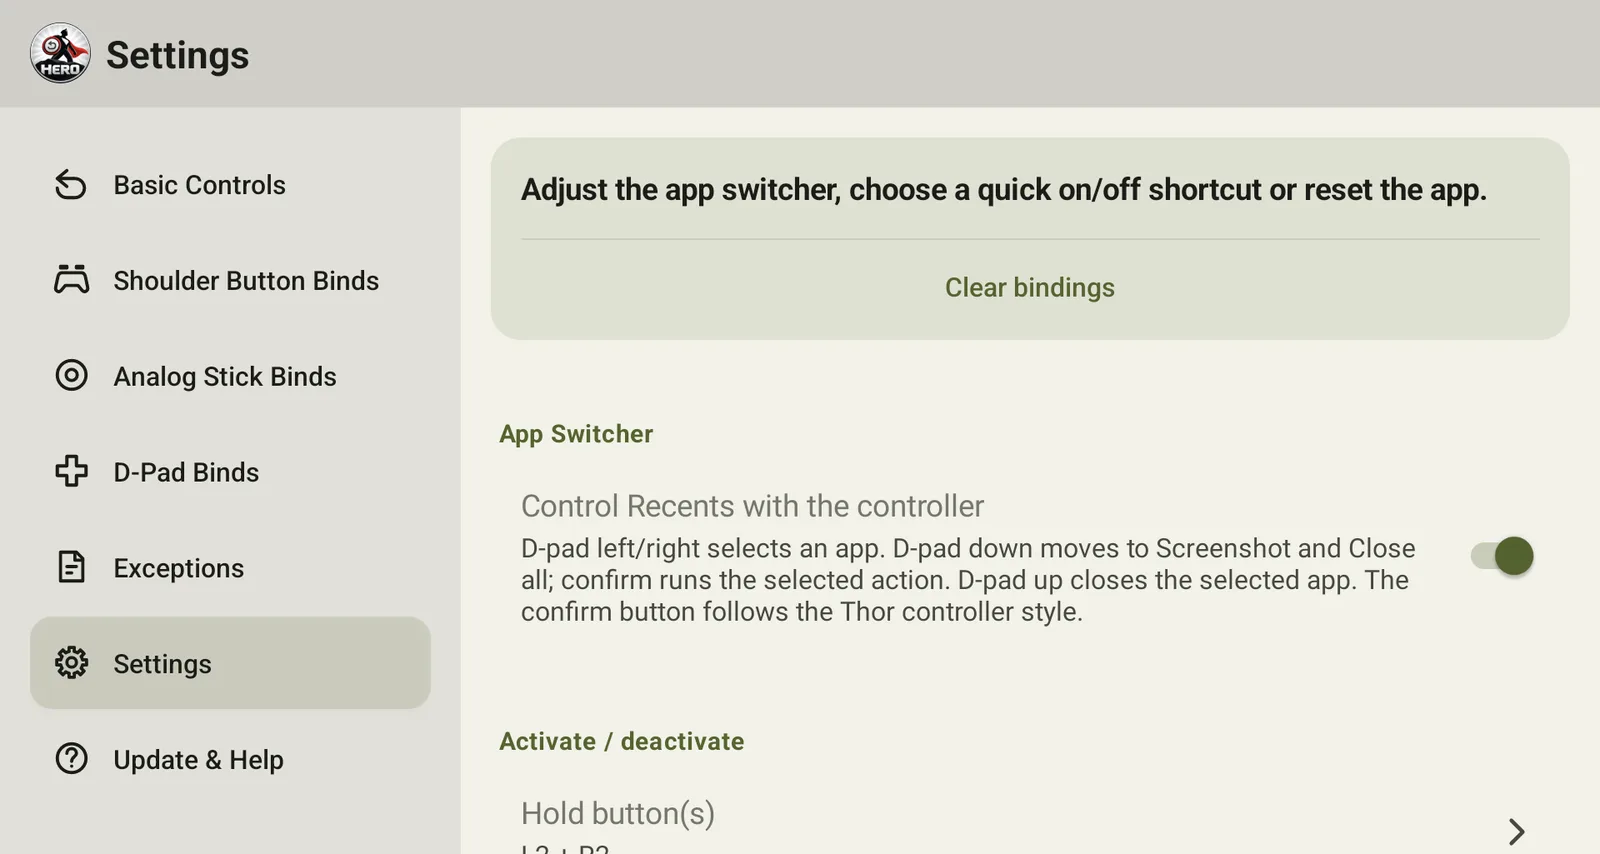 HERO
Settings
Basic Controls
Shoulder Button Binds
Analog Stick Binds
D-Pad Binds
Exceptions
Settings
Update & Help
Adjust the app switcher, choose a quick on/off shortcut or reset the app.
Clear bindings
App Switcher
Control Recents with the controller
D-pad left/right selects an app. D-pad down moves to Screenshot and Close
all; confirm runs the selected action. D-pad up closes the selected app. The
confirm button follows the Thor controller style.
Activate / deactivate
Hold button(s)